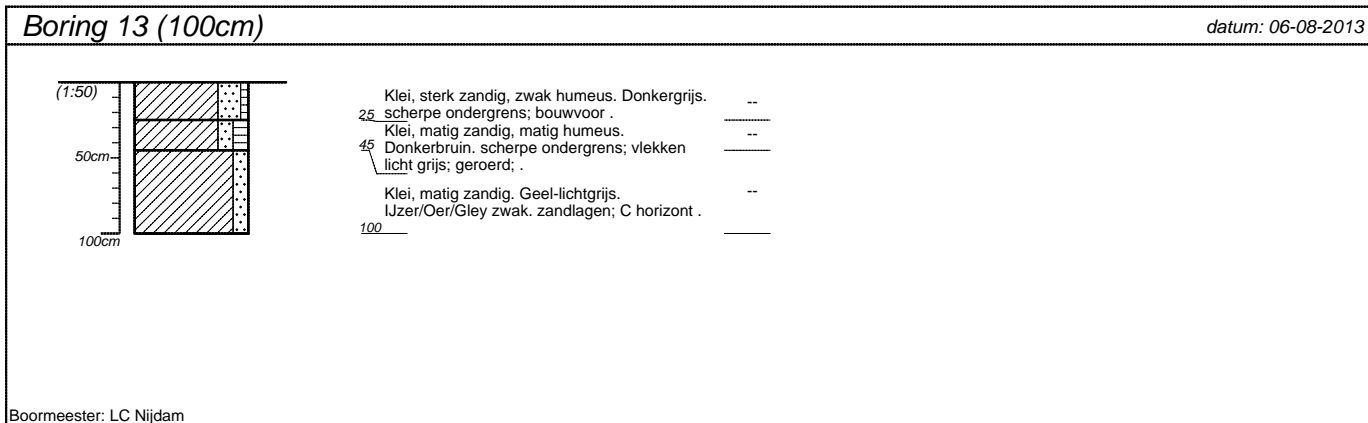 Boring 13 (100cm)
datum: 06-08-2013
(1:50)
50cm
100cm
Klei, sterk zandig, zwak humeus. Donkergrijs.
25 scherpe ondergrens; bouwvoor .
--
Klei, matig zandig, matig humeus.
--
45 Donkerbruin. scherpe ondergrens; vlekken
licht grijs; geroerd; .
Klei, matig zandig. Geel-lichtgrijs.
--
IJzer/Oer/Gley zwak. zandlagen; C horizont .
100
Boormeester: LC Nijdam